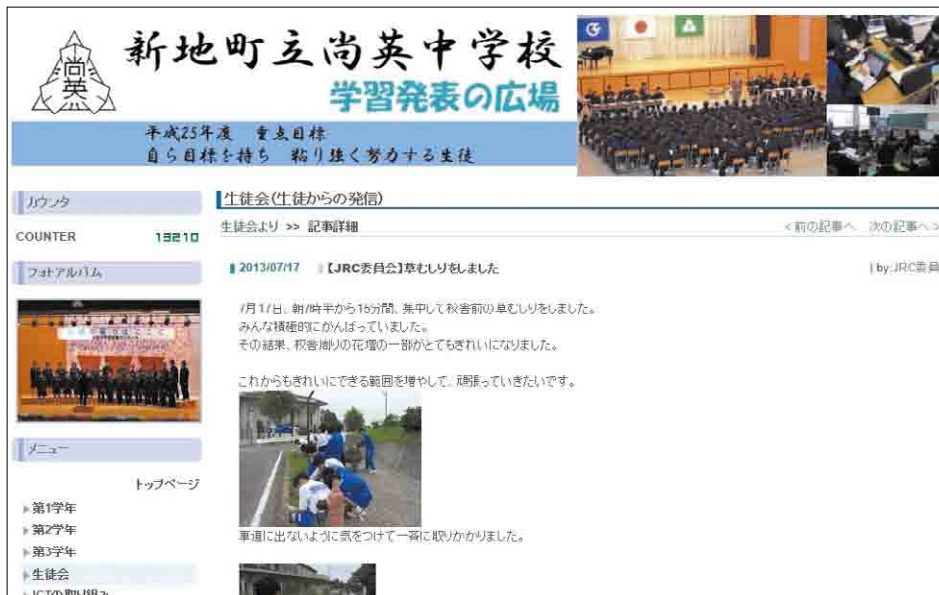 尚英
新地町立尚英中学校
学習発表の広場
平成25年度 重点目標
自ら目標を持ち 粘り強く努力する生徒
カウンタ
COUNTER 13210
フォトアルバム
メニュー
トップページ
第1学年
第2学年
第3学年
生徒会
ICTの取り組み
生徒会(生徒からの発信)
生徒会より >> 記事詳細
<前の記事へ 次の記事へ>
2013/07/17 【JRC委員会】草むしりをしました
| by:JRC委員
7月17日、朝7時半から15分間、集中して校舎前の草むしりをしました。
みんな積極的にがんばっていました。
その結果、校舎周りの花壇の一部がとてもきれいになりました。
これからもきれいにできる範囲を増やして、頑張っていきたいです。
車道に出ないように気をつけて一斉に取りかかりました。